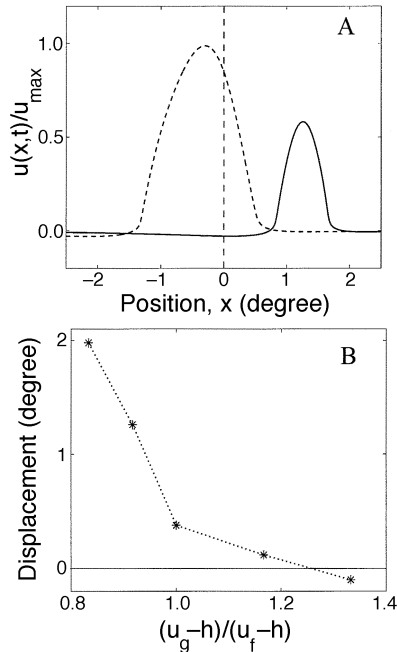 A
1.0
0.5
0.0
u(x,t)/u_max
−2 −1 0 1 2
Position, x (degree)
B
2
1
0
Displacement (degree)
0.8 1.0 1.2 1.4
(u_g−h)/(u_f−h)